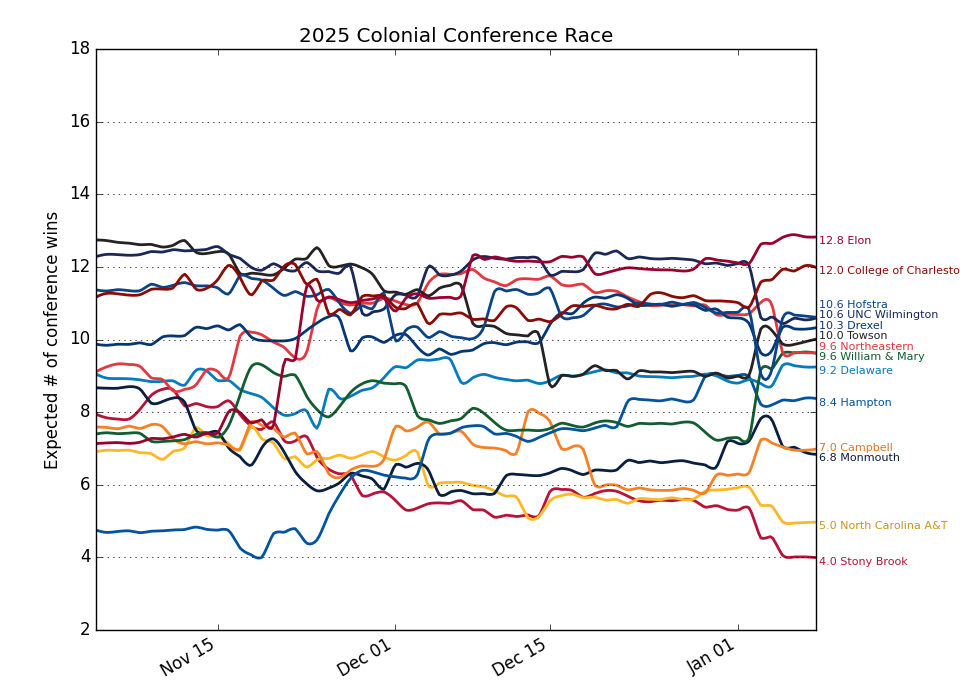 2025 Colonial Conference Race
Expected # of conference wins
18
16
14
12
10
8
6
4
2
Nov 15
Dec 01
Dec 15
Jan 01
12.8 Elon
12.0 College of Charlesto
10.6 Hofstra
10.6 UNC Wilmington
10.3 Drexel
10.0 Towson
9.6 Northeastern
9.6 William & Mary
9.2 Delaware
8.4 Hampton
7.0 Campbell
6.8 Monmouth
5.0 North Carolina A&T
4.0 Stony Brook